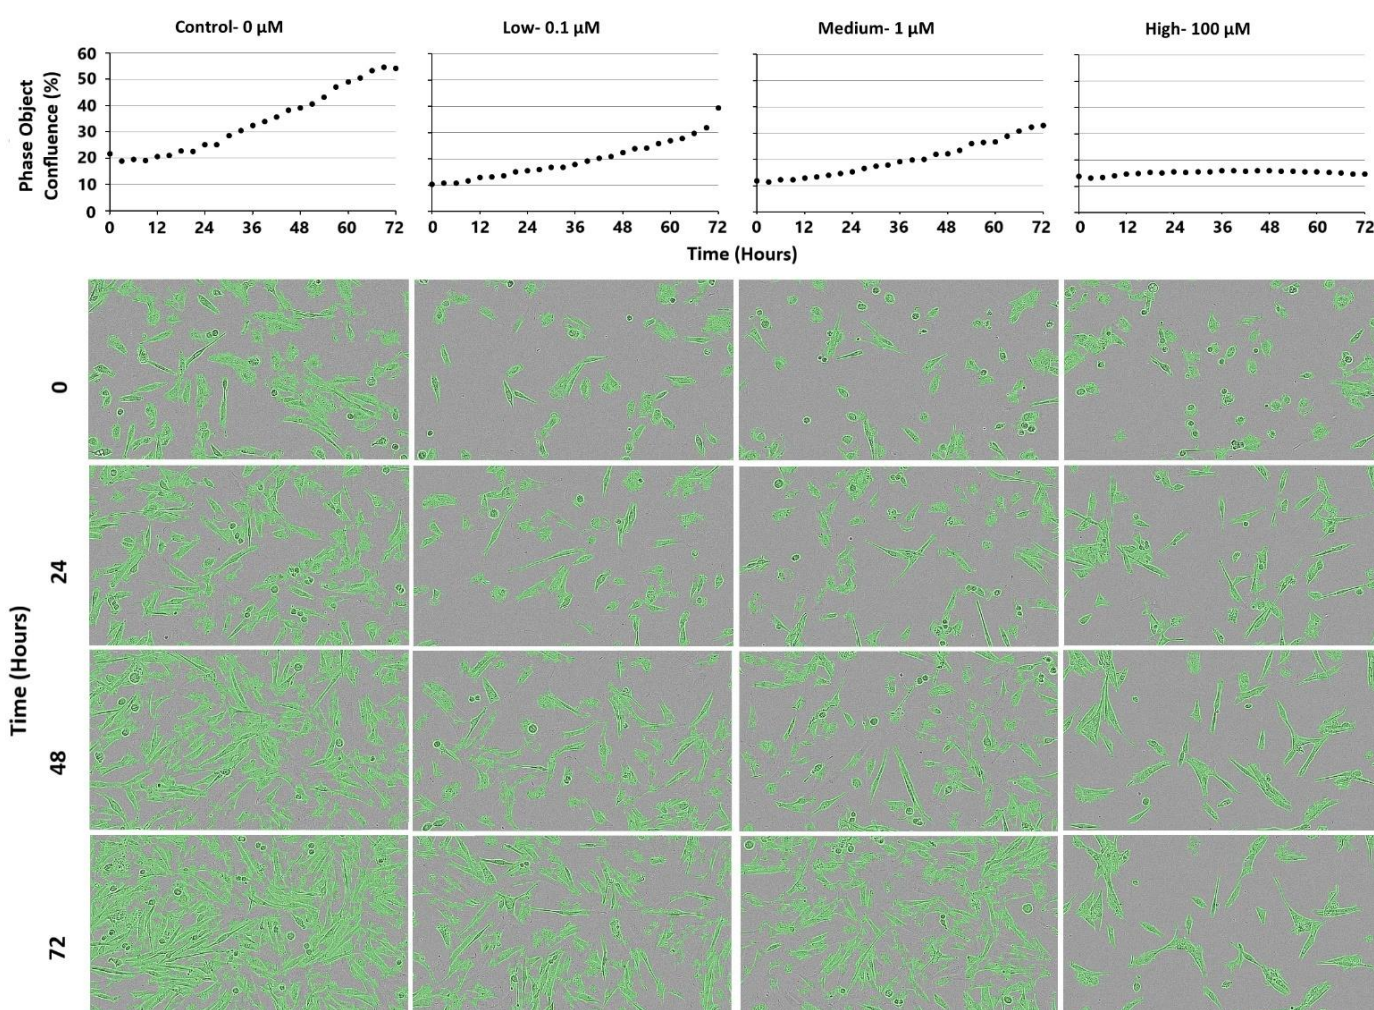 Control- 0 µM
Low- 0.1 µM
Medium- 1 µM
High- 100 µM
Phase Object
Confluence (%)
60
50
40
30
20
10
0
0 12 24 36 48 60 72
0 12 24 36 48 60 72
0 12 24 36 48 60 72
0 12 24 36 48 60 72
Time (Hours)
Time (Hours)
0
24
48
72